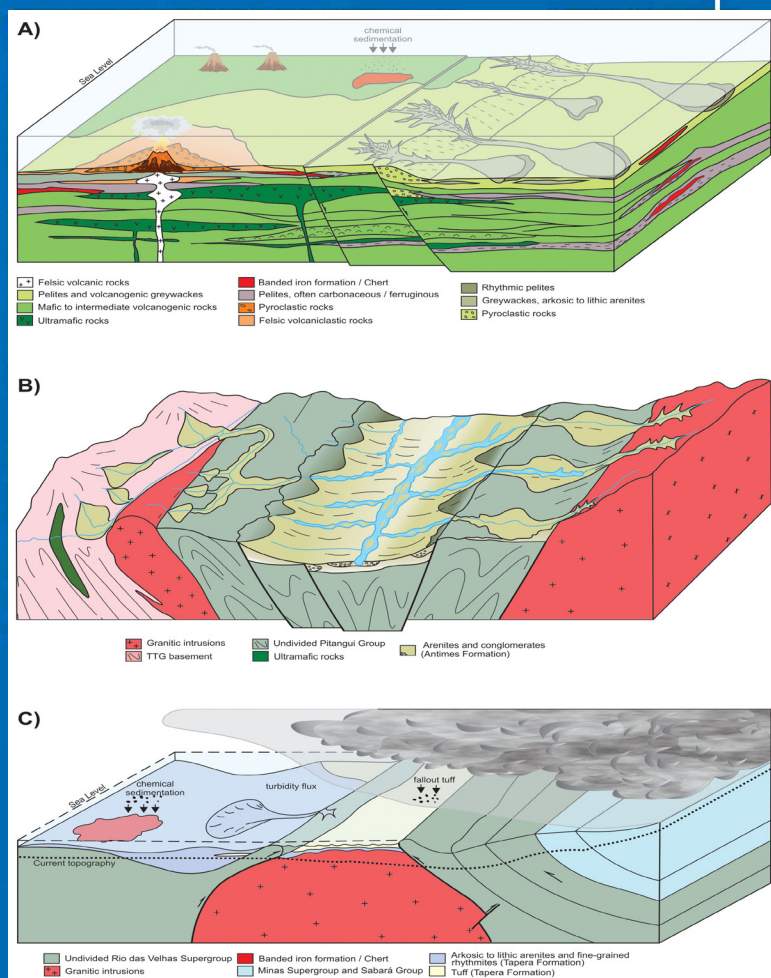 A)
chemical
sedimentation
Sea Level
Felsic volcanic rocks
Pelites and volcanogenic greywackes
Mafic to intermediate volcanogenic rocks
Ultramafic rocks
Banded iron formation / Chert
Pelites, often carbonaceous / ferruginous
Pyroclastic rocks
Felsic volcaniclastic rocks
Rhythmic pelites
Greywackes, arkosic to lithic arenites
Pyroclastic rocks
B)
Granitic intrusions
TTG basement
Undivided Pitangui Group
Ultramafic rocks
Arenites and conglomerates
(Antimes Formation)
C)
Sea Level
chemical
sedimentation
turbidity flux
fallout tuff
Current topography
Undivided Rio das Velhas Supergroup
Granitic intrusions
Banded iron formation / Chert
Minas Supergroup and Sabará Group
Arkosic to lithic arenites and fine-grained
rhythmites (Tapera Formation)
Tuff (Tapera Formation)